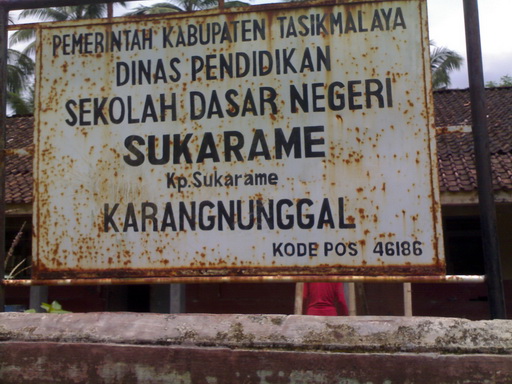 PEMERINTAH KABUPATEN TASIKMALAYA
DINAS PENDIDIKAN
SEKOLAH DASAR NEGERI
SUKARAME
Kp.Sukarame
KARANGNUNGGAL
KODE POS 46186